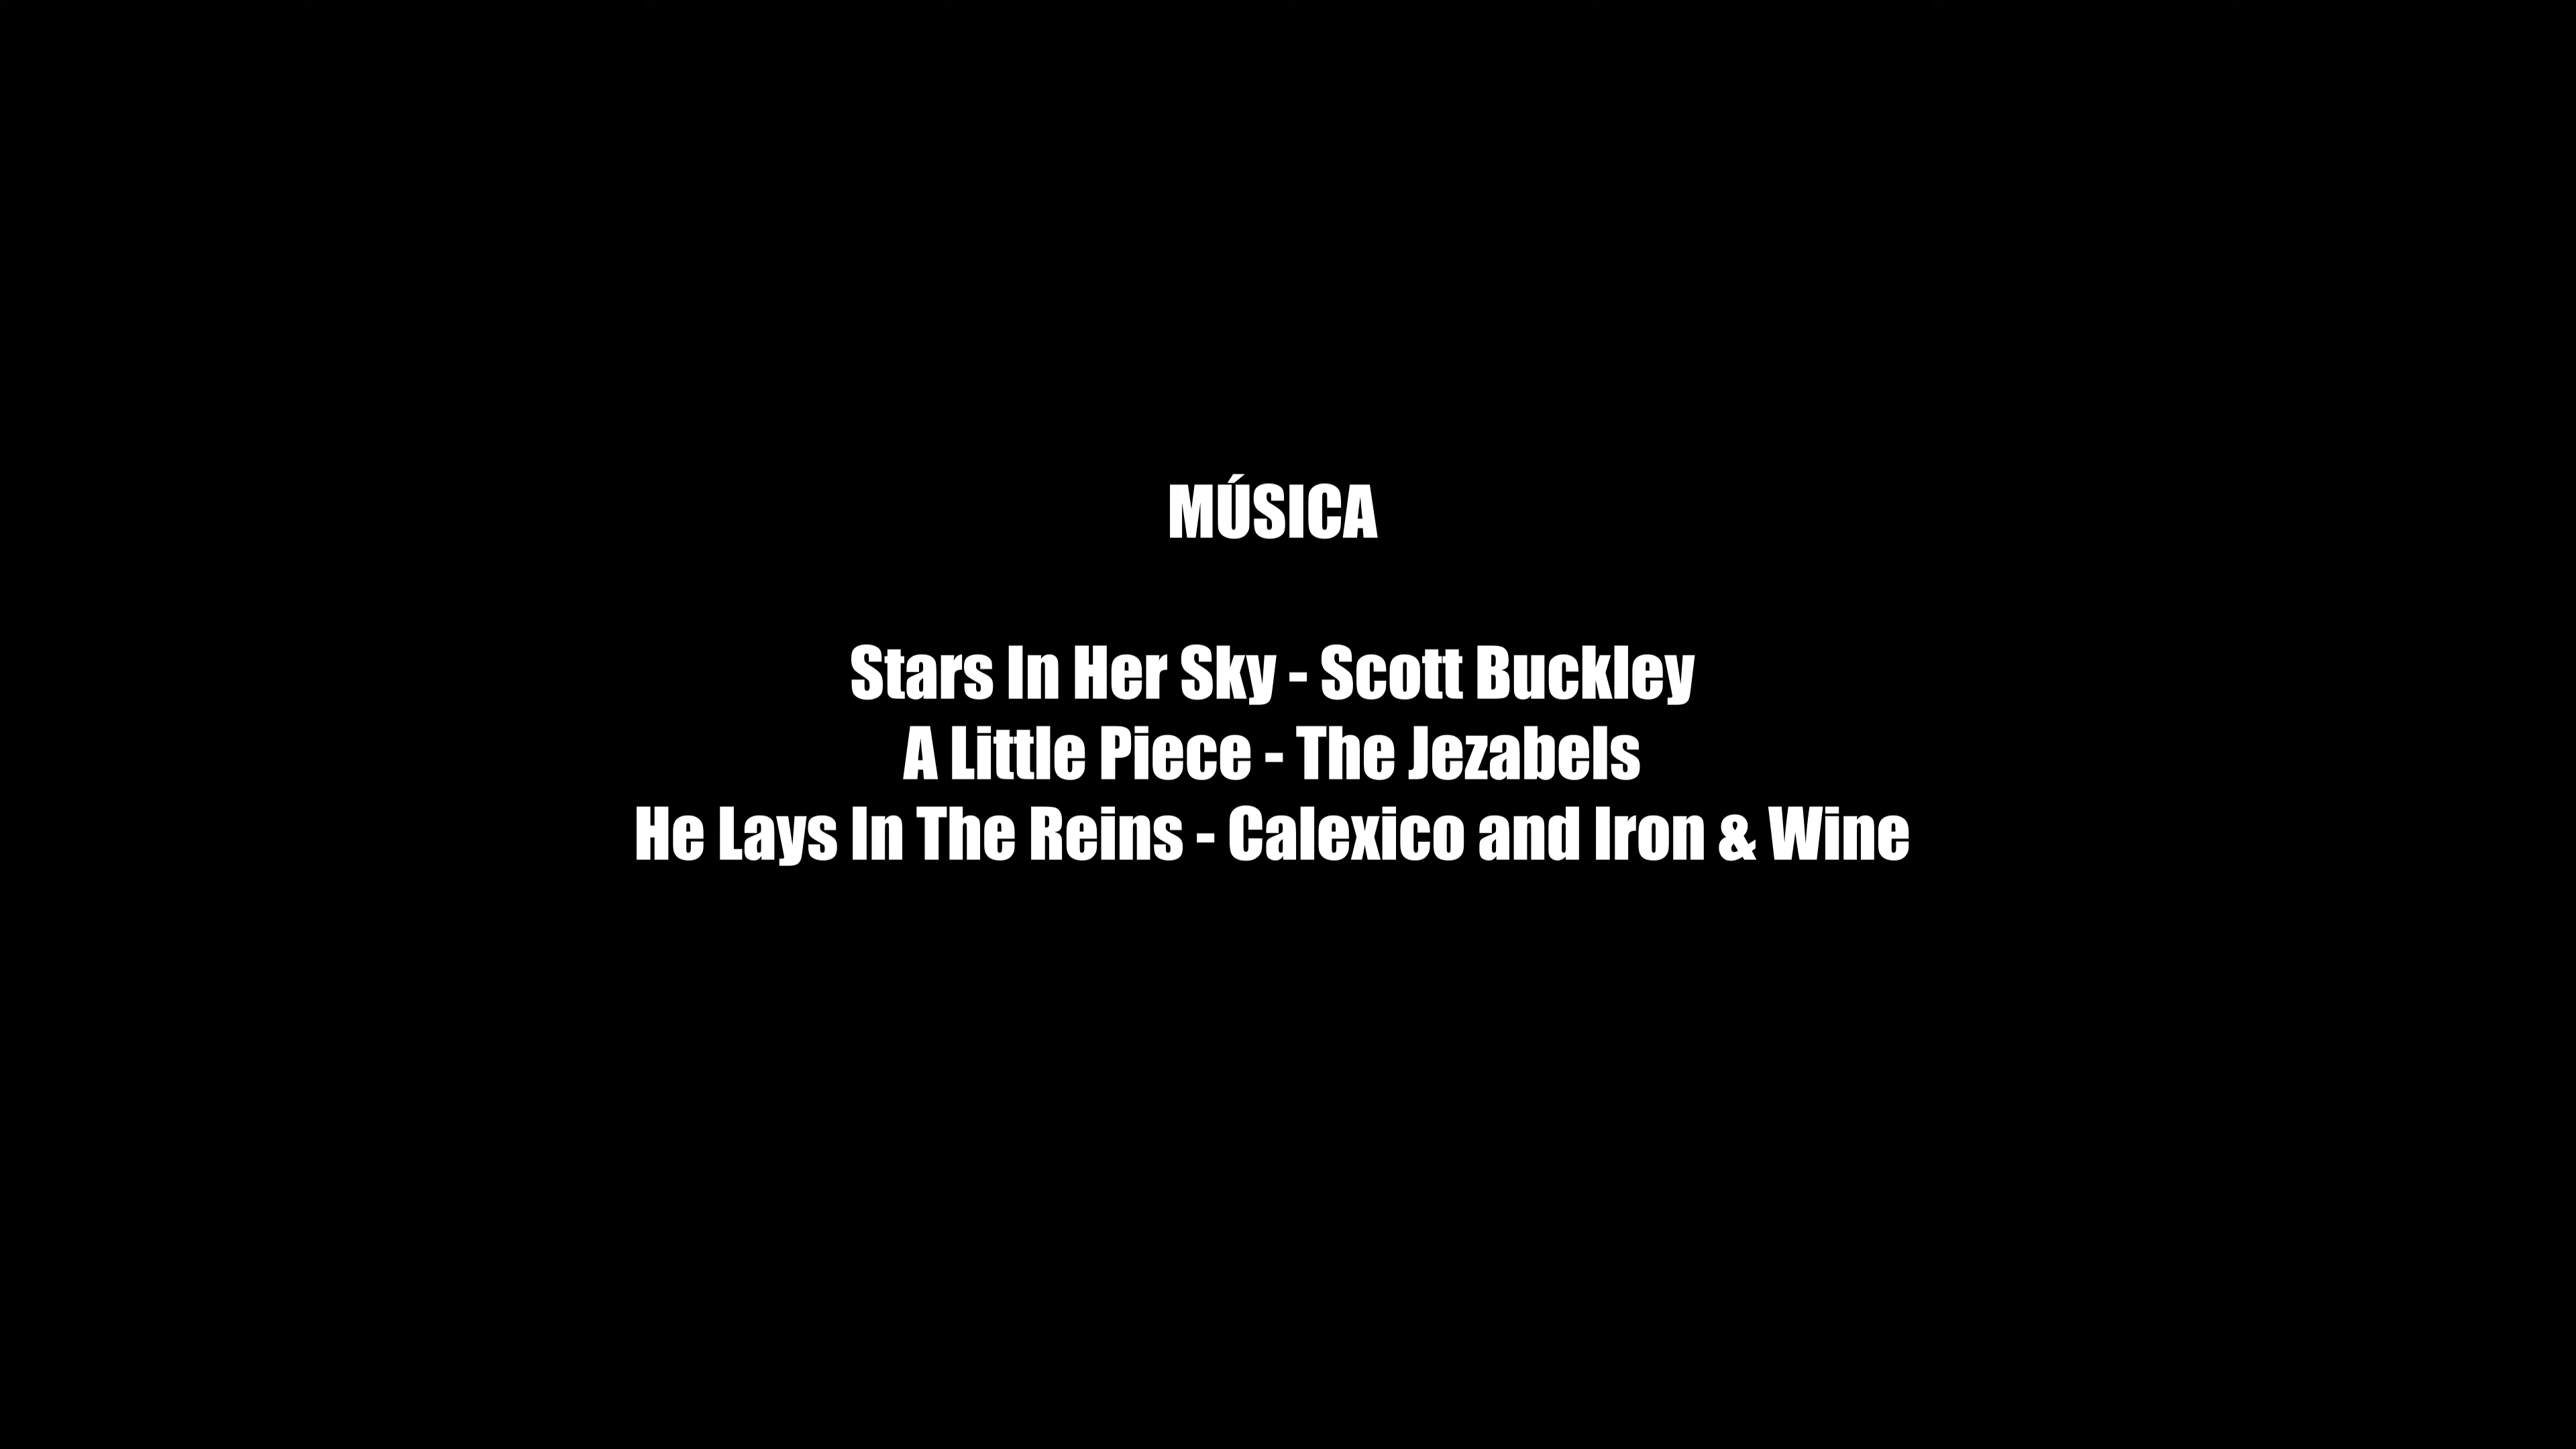 MÚSICA
Stars In Her Sky - Scott Buckley
A Little Piece - The Jezabels
He Lays In The Reins - Calexico and Iron & Wine